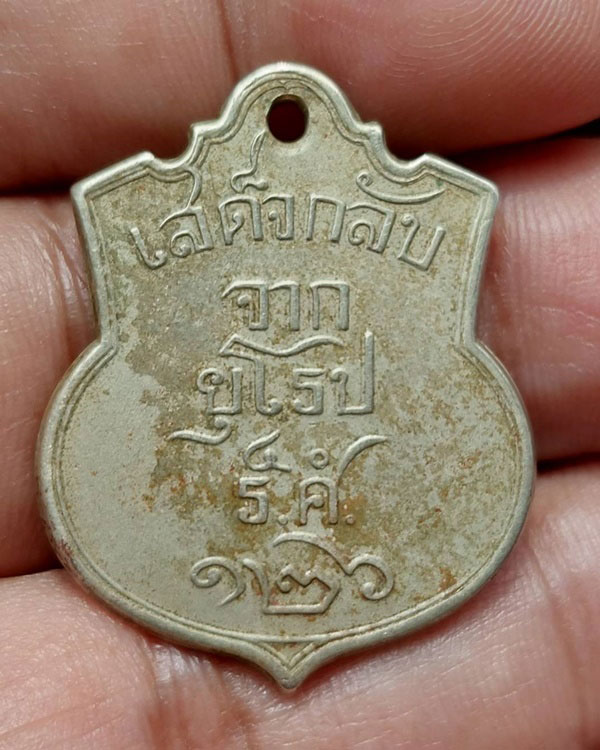 เสด็จกลับ
จาก
ยุโรป
ร.ศ.
๑๒๖